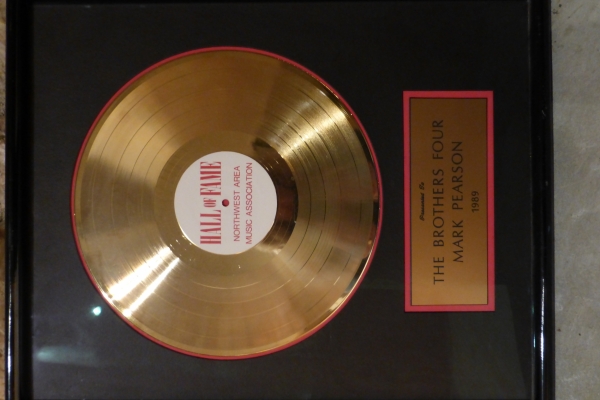 HALL OF FAME
NORTHWEST AREA
MUSIC ASSOCIATION
Presented To
THE BROTHERS FOUR
MARK PEARSON
1989